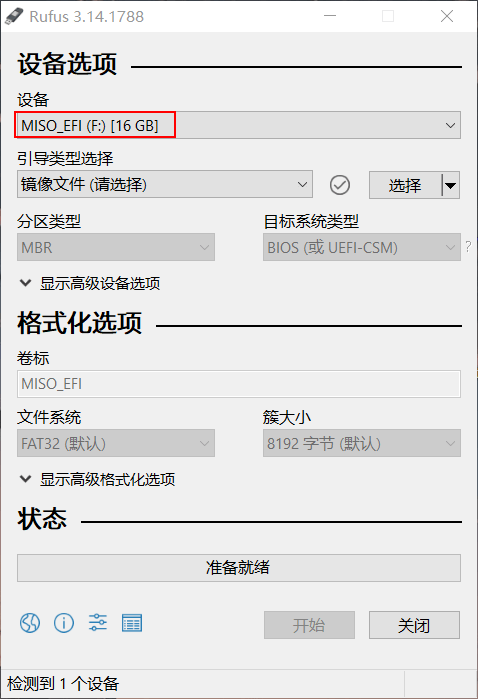 Rufus 3.14.1788
设备选项
设备
MISO_EFI (F:) [16 GB]
引导类型选择
镜像文件 (请选择)
选择
分区类型
目标系统类型
MBR
BIOS (或 UEFI-CSM)
?
显示高级设备选项
格式化选项
卷标
MISO_EFI
文件系统
簇大小
FAT32 (默认)
8192 字节 (默认)
显示高级格式化选项
状态
准备就绪
开始
关闭
检测到 1 个设备